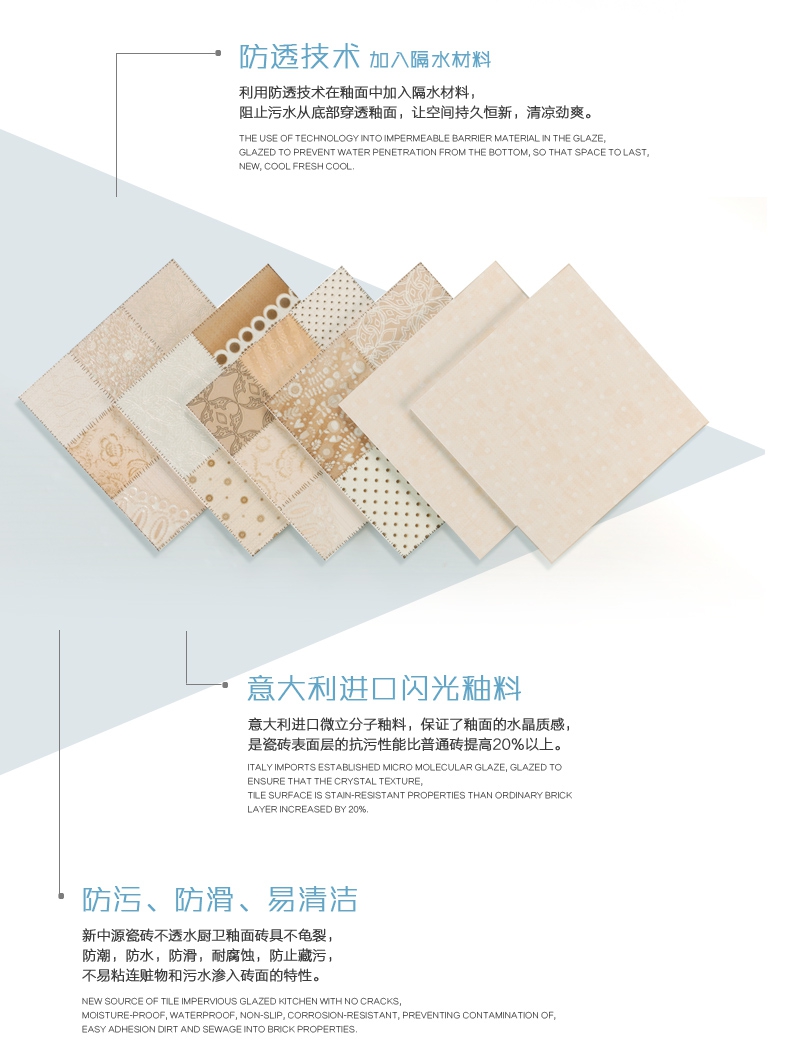 防透技术 加入隔水材料
利用防透技术在釉面中加入隔水材料，
阻止污水从底部穿透釉面，让空间持久恒新，清凉劲爽。
THE USE OF TECHNOLOGY INTO IMPERMEABLE BARRIER MATERIAL IN THE GLAZE,
GLAZED TO PREVENT WATER PENETRATION FROM THE BOTTOM, SO THAT SPACE TO LAST,
NEW, COOL FRESH COOL.
意大利进口闪光釉料
意大利进口微立分子釉料，保证了釉面的水晶质感，
是瓷砖表面层的抗污性能比普通砖提高20%以上。
ITALY IMPORTS ESTABLISHED MICRO MOLECULAR GLAZE, GLAZED TO
ENSURE THAT THE CRYSTAL TEXTURE,
TILE SURFACE IS STAIN-RESISTANT PROPERTIES THAN ORDINARY BRICK
LAYER INCREASED BY 20%.
防污、防滑、易清洁
新中源瓷砖不透水厨卫釉面砖具不龟裂，
防潮，防水，防滑，耐腐蚀，防止藏污，
不易粘连赃物和污水渗入砖面的特性。
NEW SOURCE OF TILE IMPERVIOUS GLAZED KITCHEN WITH NO CRACKS,
MOISTURE-PROOF, WATERPROOF, NON-SLIP, CORROSION-RESISTANT, PREVENTING CONTAMINATION OF,
EASY ADHESION DIRT AND SEWAGE INTO BRICK PROPERTIES.